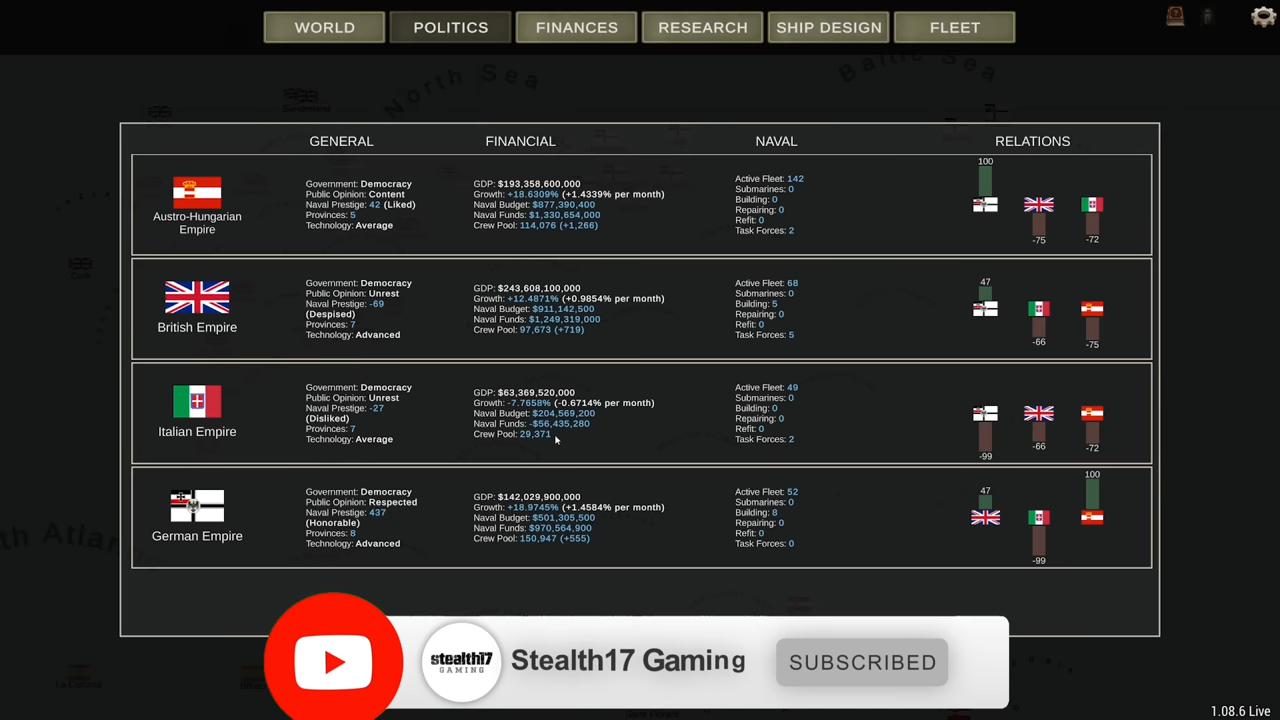 WORLD
POLITICS
FINANCES
RESEARCH
SHIP DESIGN
FLEET
North Sea
Baltic Sea
GENERAL
FINANCIAL
NAVAL
RELATIONS
Austro-Hungarian
Empire
Government: Democracy
Public Opinion: Content
Naval Prestige: 42 (Liked)
Provinces: 5
Technology: Average
GDP: $193,358,600,000
Growth: +18.6309% (+1.4339% per month)
Naval Budget: $877,390,400
Naval Funds: $1,330,654,000
Crew Pool: 114,076 (+1,266)
Active Fleet: 142
Submarines: 0
Building: 0
Repairing: 0
Refit: 0
Task Forces: 2
100
-75
-72
British Empire
Government: Democracy
Public Opinion: Unrest
Naval Prestige: -69
(Despised)
Provinces: 7
Technology: Advanced
GDP: $243,608,100,000
Growth: +12.4871% (+0.9854% per month)
Naval Budget: $911,142,500
Naval Funds: $1,249,319,000
Crew Pool: 97,673 (+719)
Active Fleet: 68
Submarines: 0
Building: 5
Repairing: 0
Refit: 0
Task Forces: 5
47
-66
-75
Italian Empire
Government: Democracy
Public Opinion: Unrest
Naval Prestige: -27
(Disliked)
Provinces: 7
Technology: Average
GDP: $63,369,520,000
Growth: -7.7658% (-0.6714% per month)
Naval Budget: $204,569,200
Naval Funds: -$56,435,280
Crew Pool: 29,371
Active Fleet: 49
Submarines: 0
Building: 0
Repairing: 0
Refit: 0
Task Forces: 2
-99
-66
-72
German Empire
Government: Democracy
Public Opinion: Respected
Naval Prestige: 437
(Honorable)
Provinces: 8
Technology: Advanced
GDP: $142,029,900,000
Growth: +18.9745% (+1.4584% per month)
Naval Budget: $501,305,500
Naval Funds: $970,564,900
Crew Pool: 150,947 (+555)
Active Fleet: 52
Submarines: 0
Building: 8
Repairing: 0
Refit: 0
Task Forces: 0
47
-99
100
stealth17
GAMING
Stealth17 Gaming
SUBSCRIBED
La Coruna
1.08.6 Live